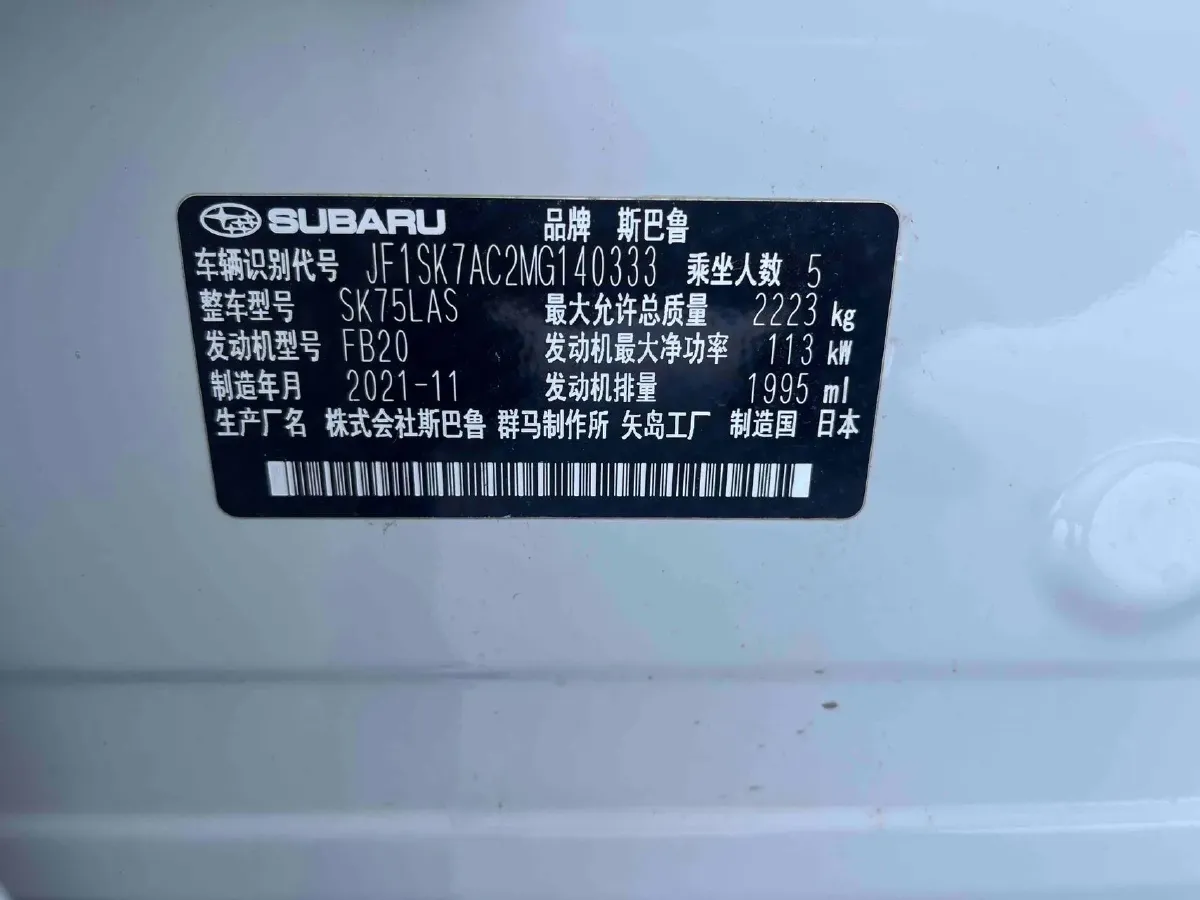 SUBARU 品牌 斯巴鲁
车辆识别代号 JF1SK7AC2MG140333 乘坐人数 5
整车型号 SK75LAS 最大允许总质量 2223 kg
发动机型号 FB20 发动机最大净功率 113 kW
制造年月 2021-11 发动机排量 1995 ml
生产厂名 株式会社斯巴鲁 群马制作所 矢岛工厂 制造国 日本